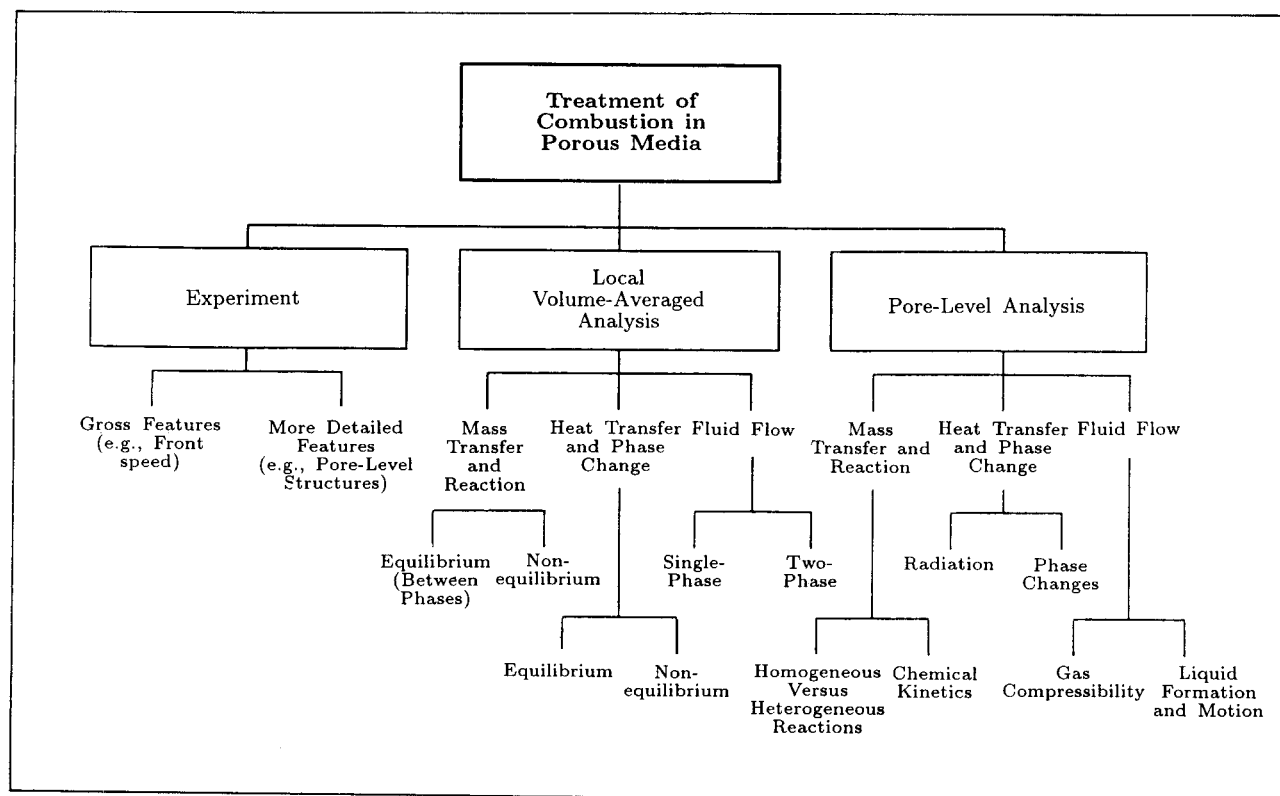 Treatment of
Combustion in
Porous Media
Experiment
Local
Volume-Averaged
Analysis
Pore-Level Analysis
Gross Features
(e.g., Front
speed)
More Detailed
Features
(e.g., Pore-Level
Structures)
Mass
Transfer
and
Reaction
Heat Transfer
and Phase
Change
Fluid Flow
Mass
Transfer and
Reaction
Heat Transfer
and Phase
Change
Fluid Flow
Equilibrium
(Between
Phases)
Non-
equilibrium
Single-
Phase
Two-
Phase
Radiation
Phase
Changes
Equilibrium
Non-
equilibrium
Homogeneous
Versus
Heterogeneous
Reactions
Chemical
Kinetics
Gas
Compressibility
Liquid
Formation
and Motion